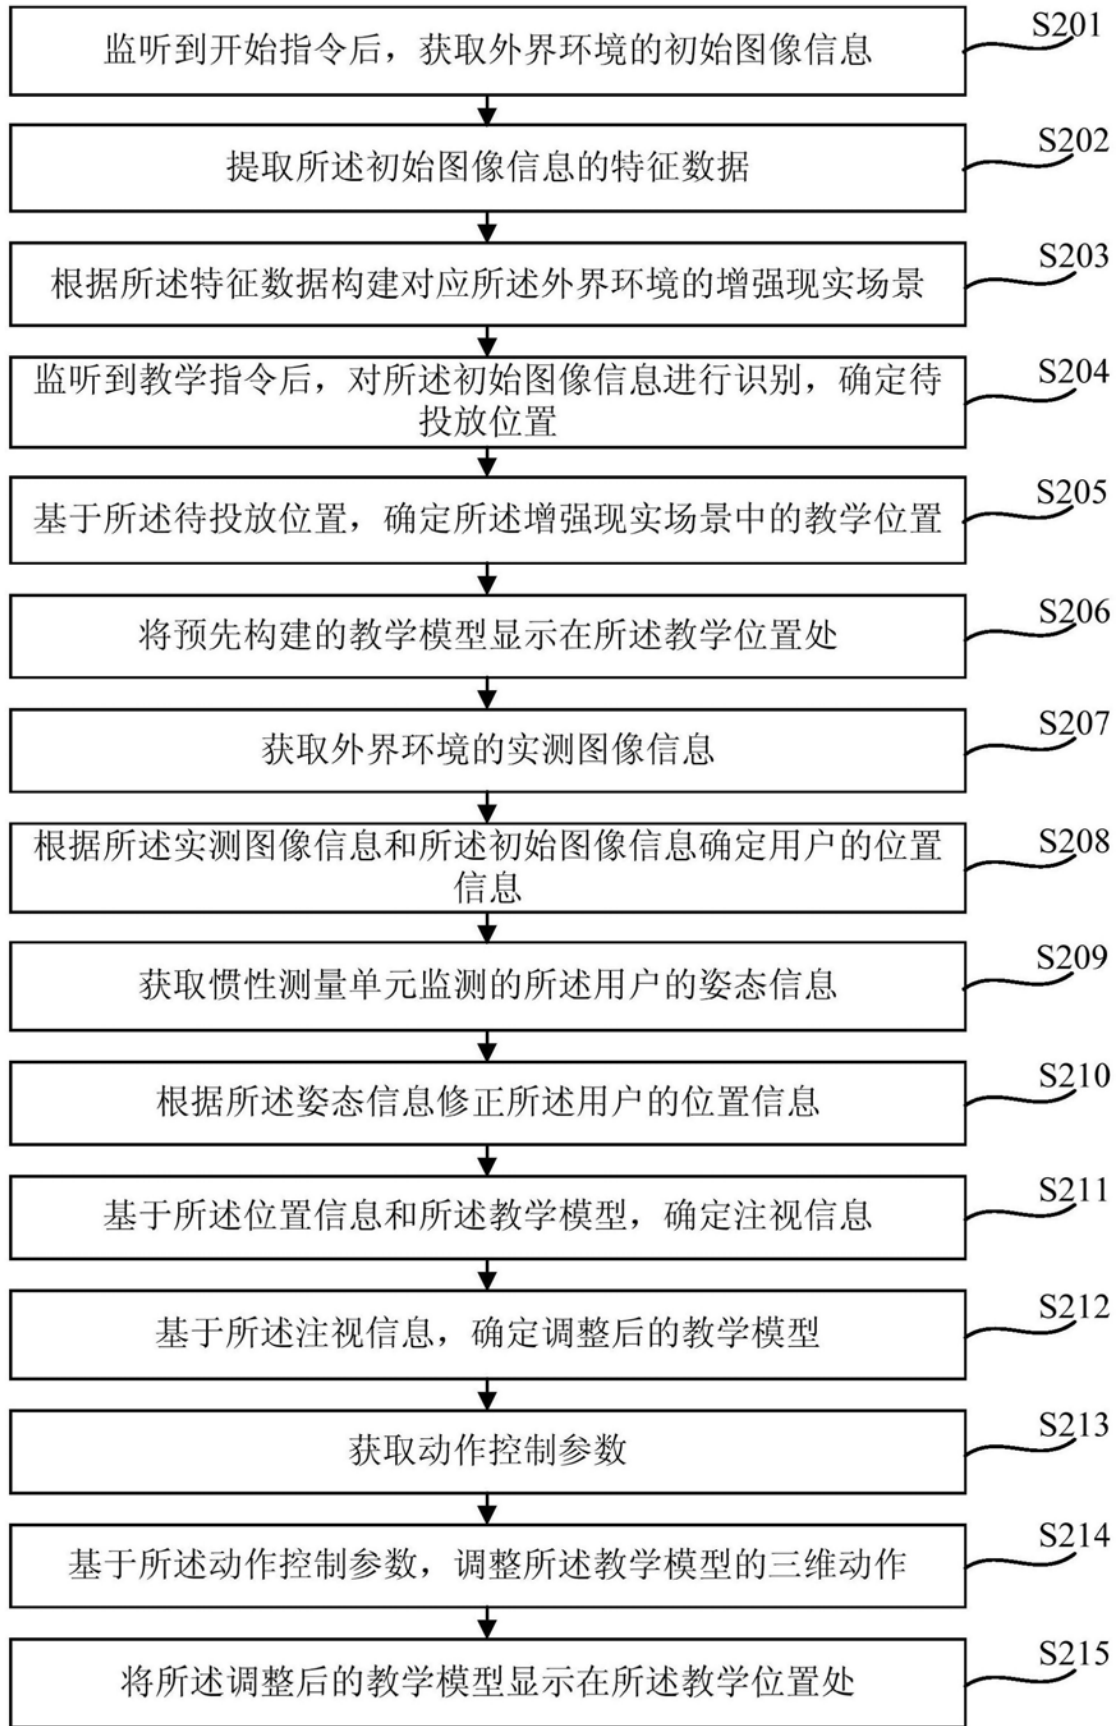 S201
监听到开始指令后，获取外界环境的初始图像信息
S202
提取所述初始图像信息的特征数据
S203
根据所述特征数据构建对应所述外界环境的增强现实场景
S204
监听到教学指令后，对所述初始图像信息进行识别，确定待
投放位置
S205
基于所述待投放位置，确定所述增强现实场景中的教学位置
S206
将预先构建的教学模型显示在所述教学位置处
S207
获取外界环境的实测图像信息
S208
根据所述实测图像信息和所述初始图像信息确定用户的位置
信息
S209
获取惯性测量单元监测的所述用户的姿态信息
S210
根据所述姿态信息修正所述用户的位置信息
S211
基于所述位置信息和所述教学模型，确定注视信息
S212
基于所述注视信息，确定调整后的教学模型
S213
获取动作控制参数
S214
基于所述动作控制参数，调整所述教学模型的三维动作
S215
将所述调整后的教学模型显示在所述教学位置处